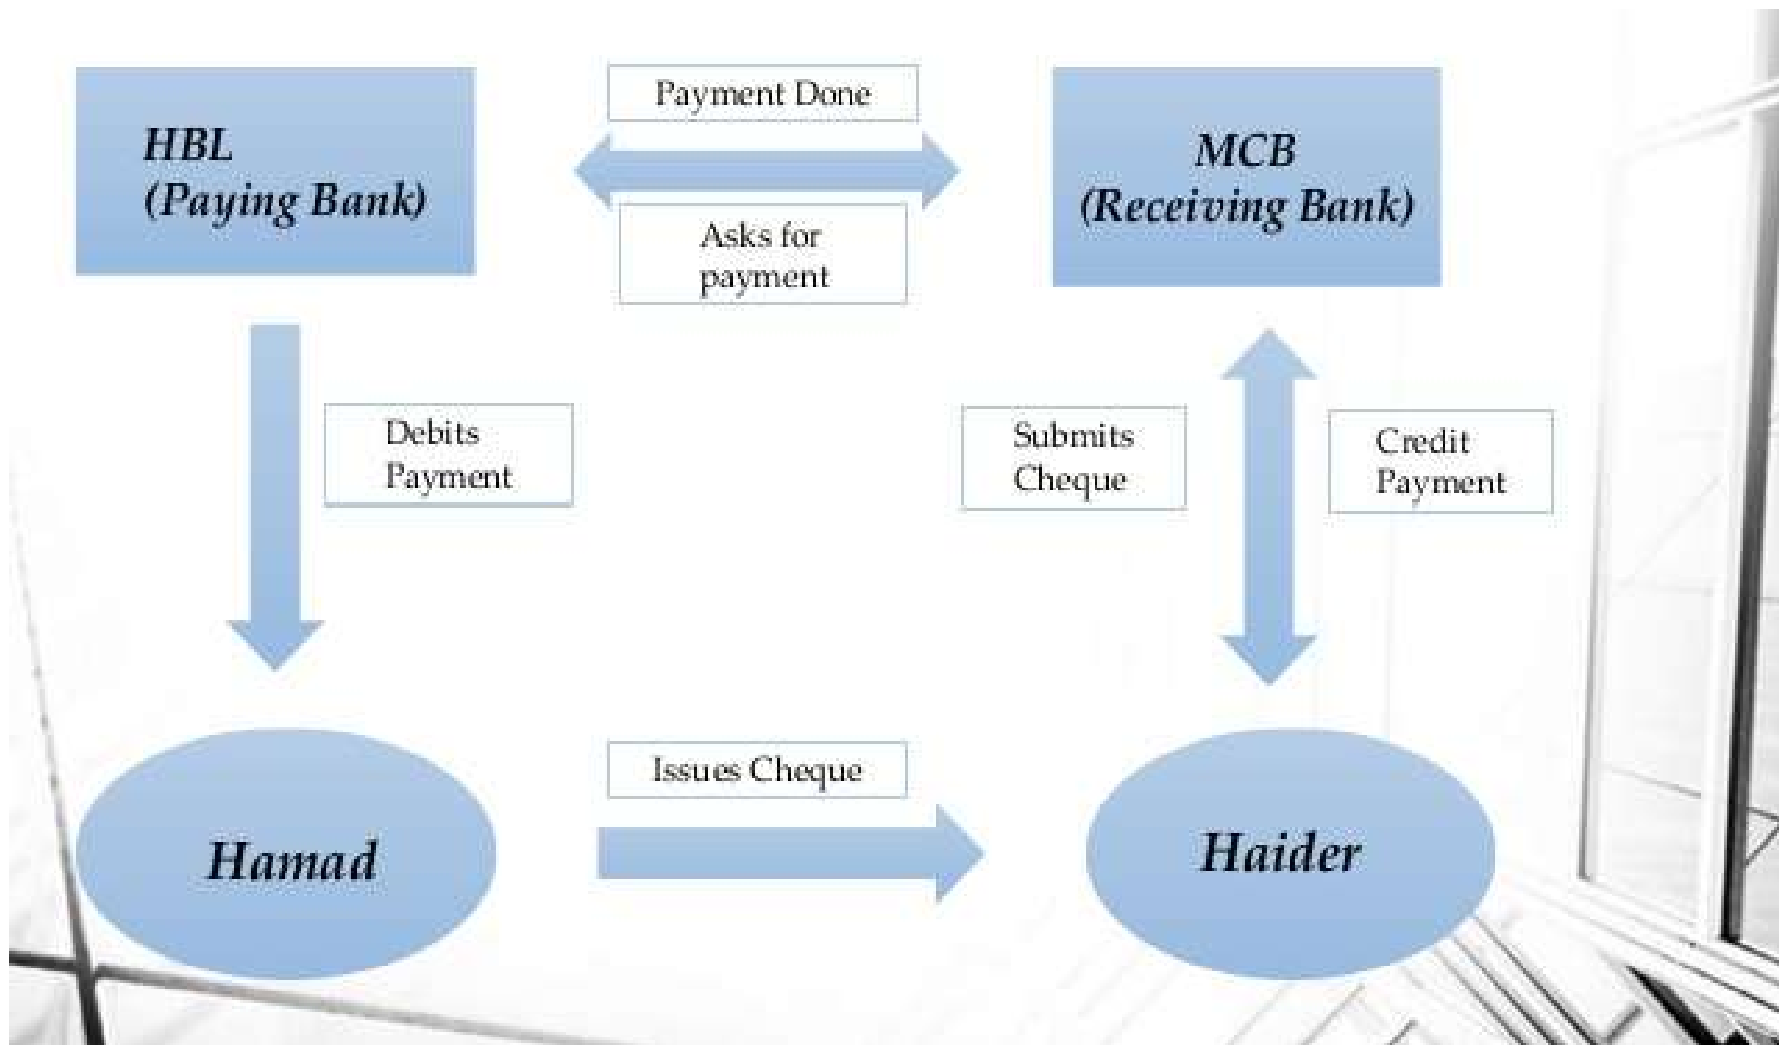 HBL
(Paying Bank)
Payment Done
Asks for
payment
MCB
(Receiving Bank)
Debits
Payment
Submits
Cheque
Credit
Payment
Hamad
Issues Cheque
Haider